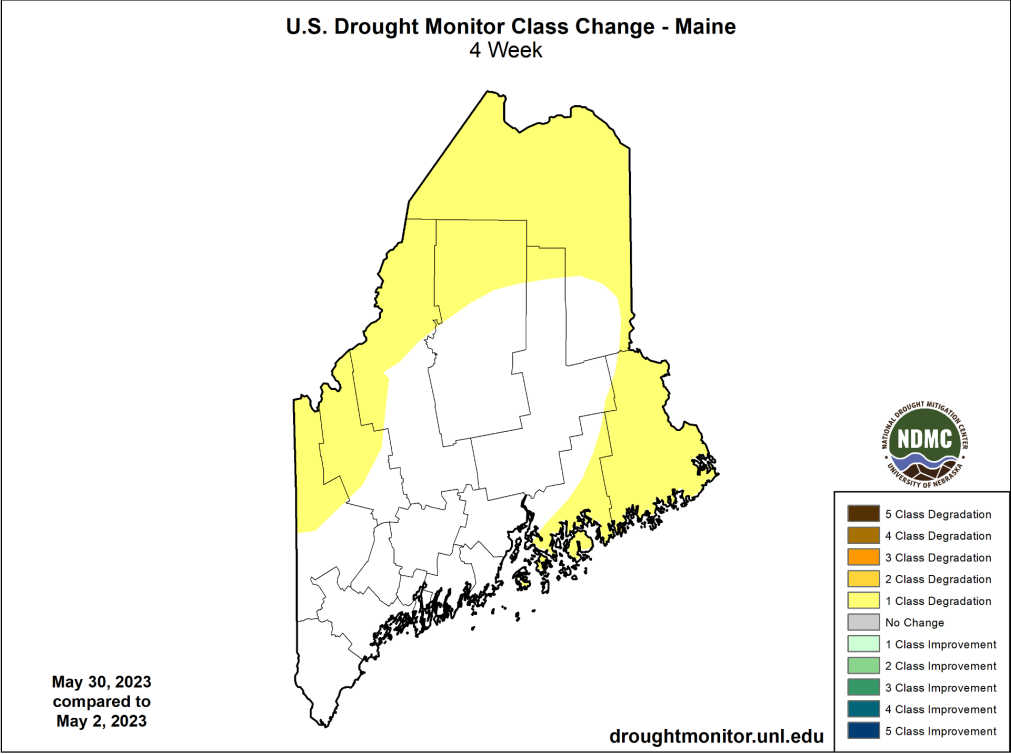 U.S. Drought Monitor Class Change - Maine
4 Week
NATIONAL DROUGHT MITIGATION CENTER
NDMC
UNIVERSITY OF NEBRASKA
5 Class Degradation
4 Class Degradation
3 Class Degradation
2 Class Degradation
1 Class Degradation
No Change
1 Class Improvement
2 Class Improvement
3 Class Improvement
4 Class Improvement
5 Class Improvement
May 30, 2023
compared to
May 2, 2023
droughtmonitor.unl.edu